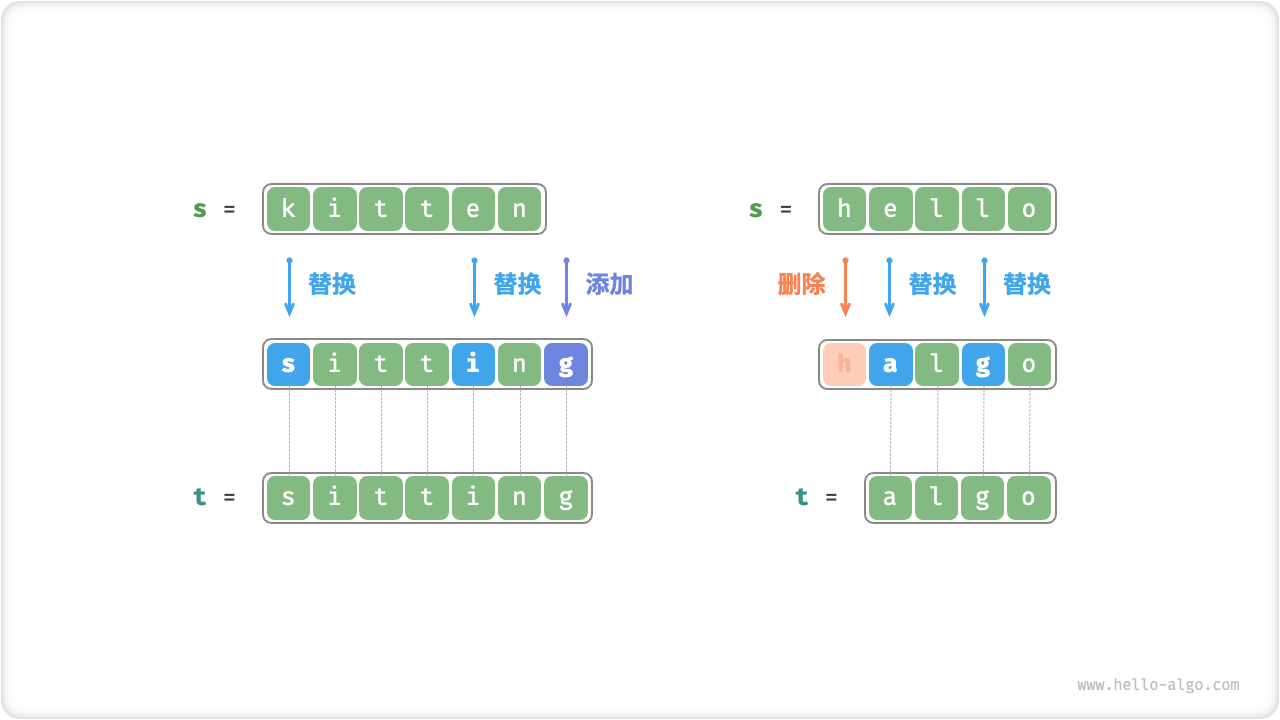 s = k i t t e n
替换 替换 添加
s i t t i n g
t = s i t t i n g
s = h e l l o
删除 替换 替换
h a l g o
t = a l g o
www.hello-algo.com